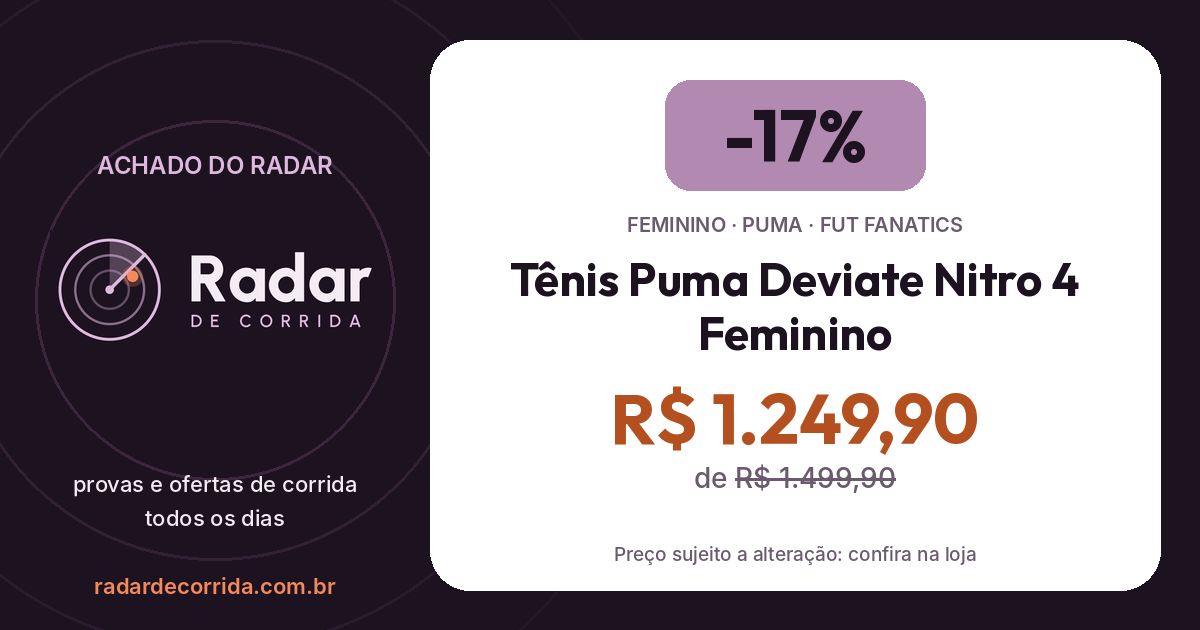 ACHADO DO RADAR
Radar
DE CORRIDA
provas e ofertas de corrida
todos os dias
radardecorrida.com.br
-17%
FEMININO · PUMA · FUT FANATICS
Tênis Puma Deviate Nitro 4
Feminino
R$ 1.249,90
de R$ 1.499,90
Preço sujeito a alteração: confira na loja